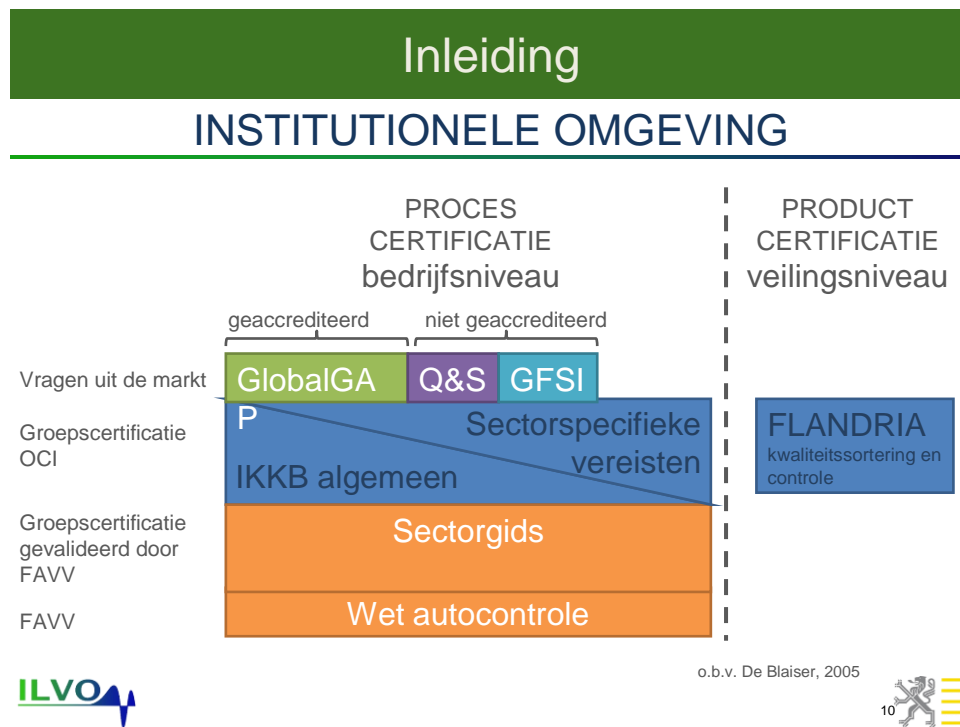 Inleiding
INSTITUTIONELE OMGEVING
PROCES
CERTIFICATIE
bedrijfsniveau
PRODUCT
CERTIFICATIE
veilingsniveau
geaccrediteerd
niet geaccrediteerd
Vragen uit de markt
GlobalGA
P
Q&S
GFSI
Groepscertificatie
OCI
Sectorspecifieke
vereisten
IKKB algemeen
FLANDRIA
kwaliteitssortering en
controle
Groepscertificatie
gevalideerd door
FAVV
Sectorgids
FAVV
Wet autocontrole
o.b.v. De Blaiser, 2005
ILVO
10